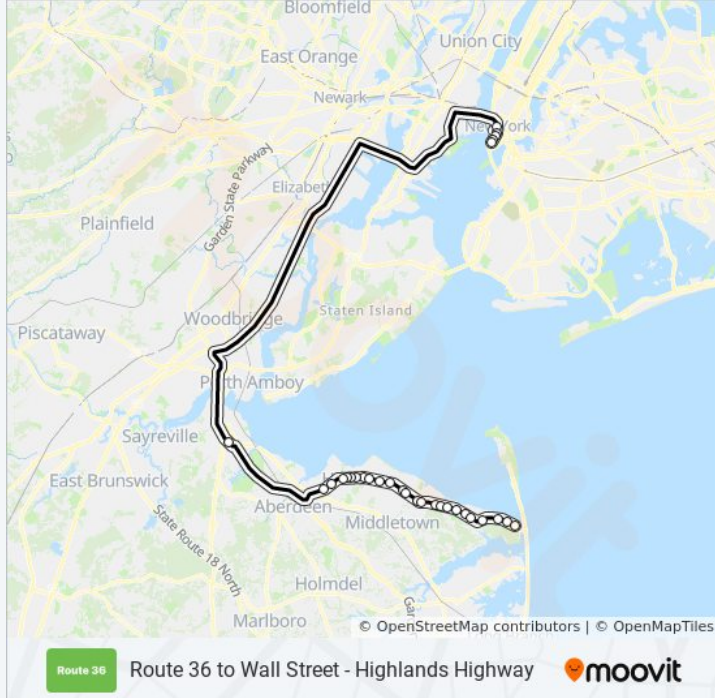 Bloomfield
Union City
East Orange
Newark
New York
Garden State Parkway
Elizabeth
Plainfield
Staten Island
Woodbridge
Piscataway
Perth Amboy
Sayreville
East Brunswick
Aberdeen
State Route 18 North
Middletown
Holmdel
Marlboro
© OpenStreetMap contributors | © OpenMapTiles
Route 36
Route 36 to Wall Street - Highlands Highway
moovit